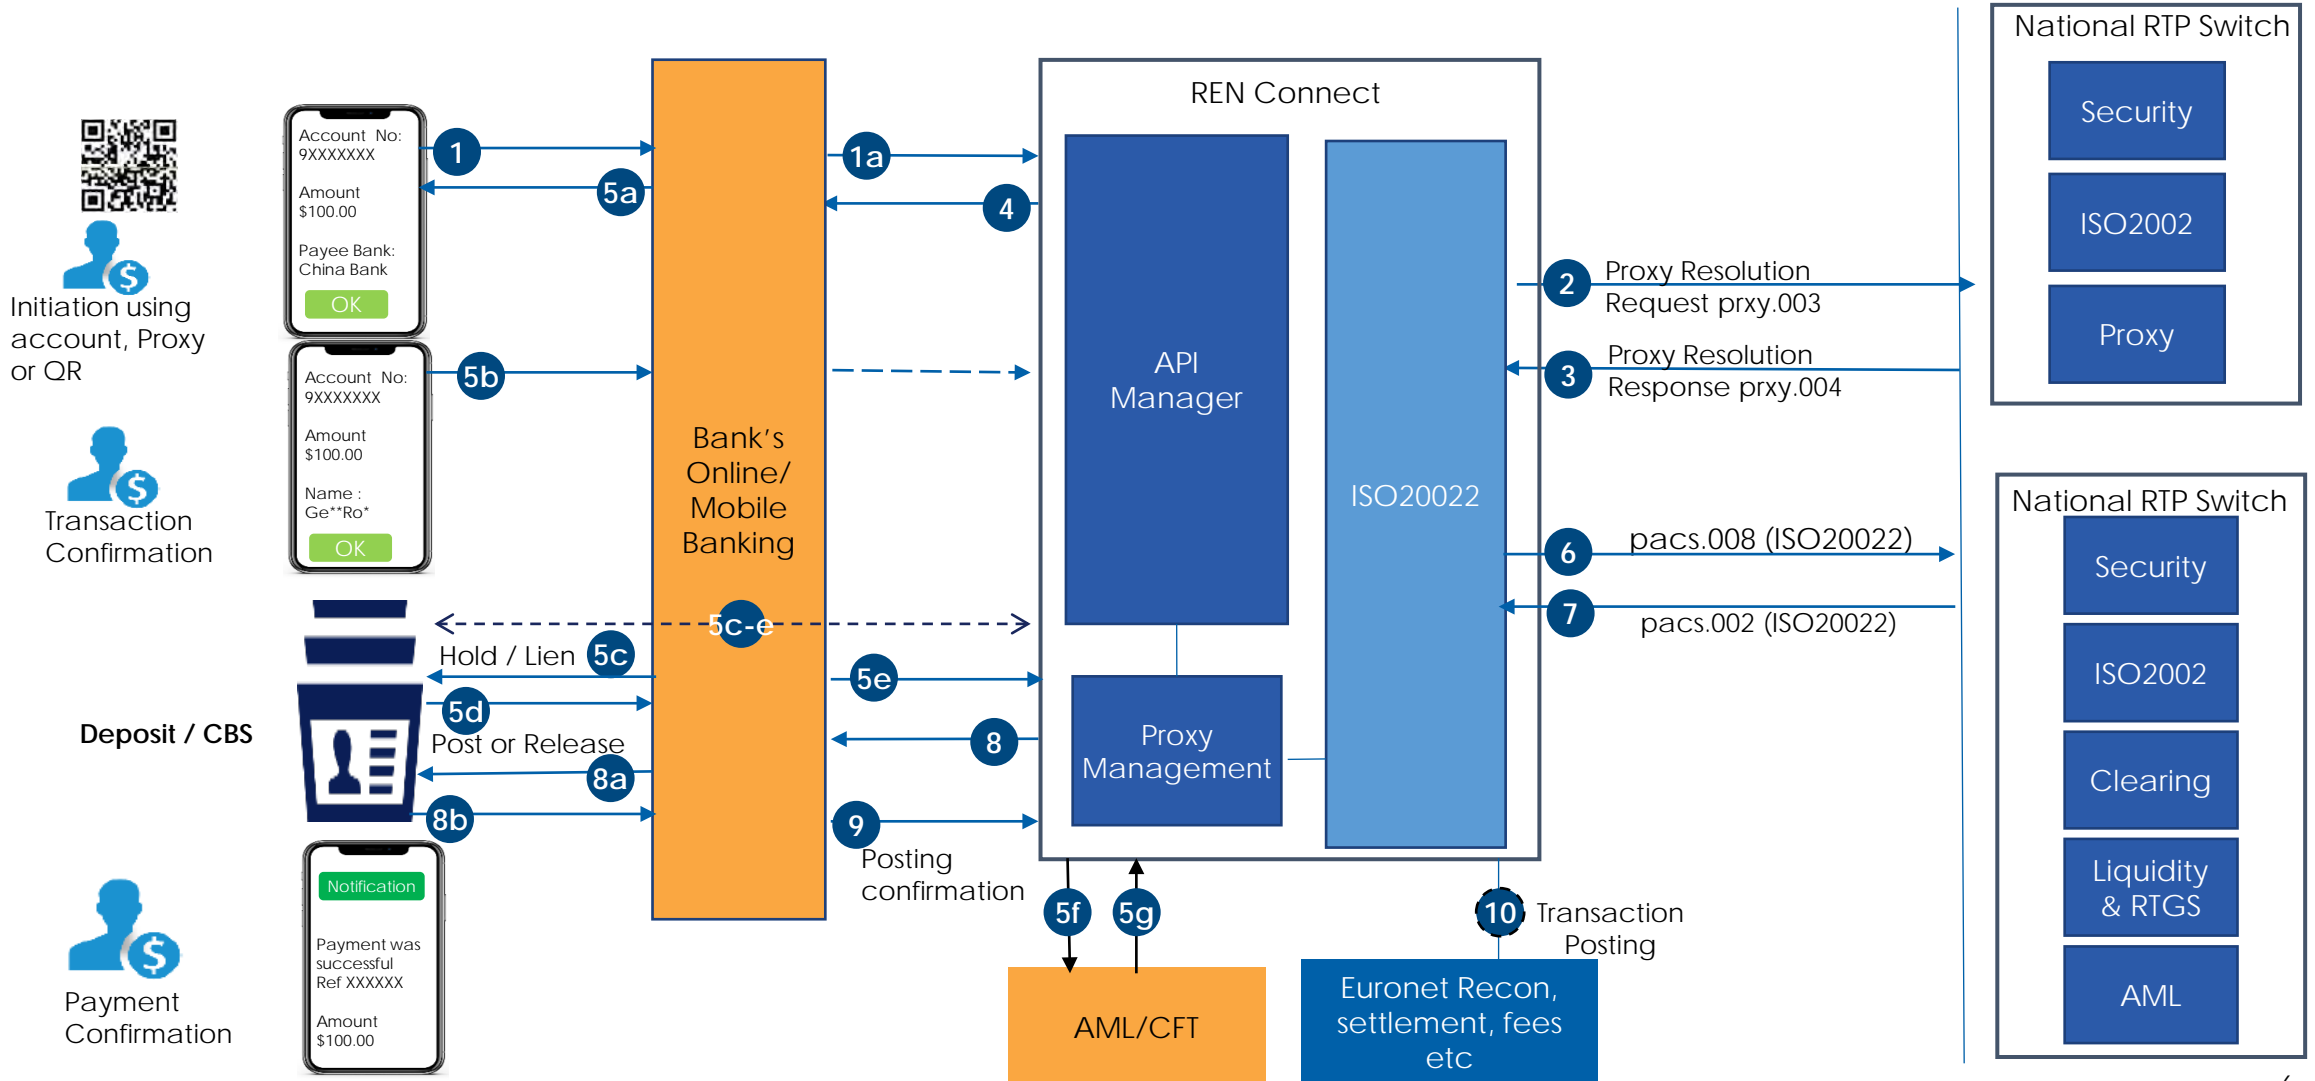 Initiation using
account, Proxy
or QR
Transaction
Confirmation
Deposit / CBS
Payment
Confirmation
Account No:
9XXXXXXX
Amount
$100.00
Payee Bank:
China Bank
OK
Account No:
9XXXXXXX
Amount
$100.00
Name :
Ge**Ro*
OK
Notification
Payment was
successful
Ref XXXXXX
Amount
$100.00
1
5a
5b
5c-e
Hold / Lien
5c
5d
Post or Release
8a
8b
Bank's
Online/
Mobile
Banking
1a
4
5e
8
9
Posting
confirmation
REN Connect
API
Manager
Proxy
Management
ISO20022
5f
5g
AML/CFT
10
Transaction
Posting
Euronet Recon,
settlement, fees
etc
2
Proxy Resolution
Request prxy.003
3
Proxy Resolution
Response prxy.004
6
pacs.008 (ISO20022)
7
pacs.002 (ISO20022)
National RTP Switch
Security
ISO2002
Proxy
National RTP Switch
Security
ISO2002
Clearing
Liquidity
& RTGS
AML